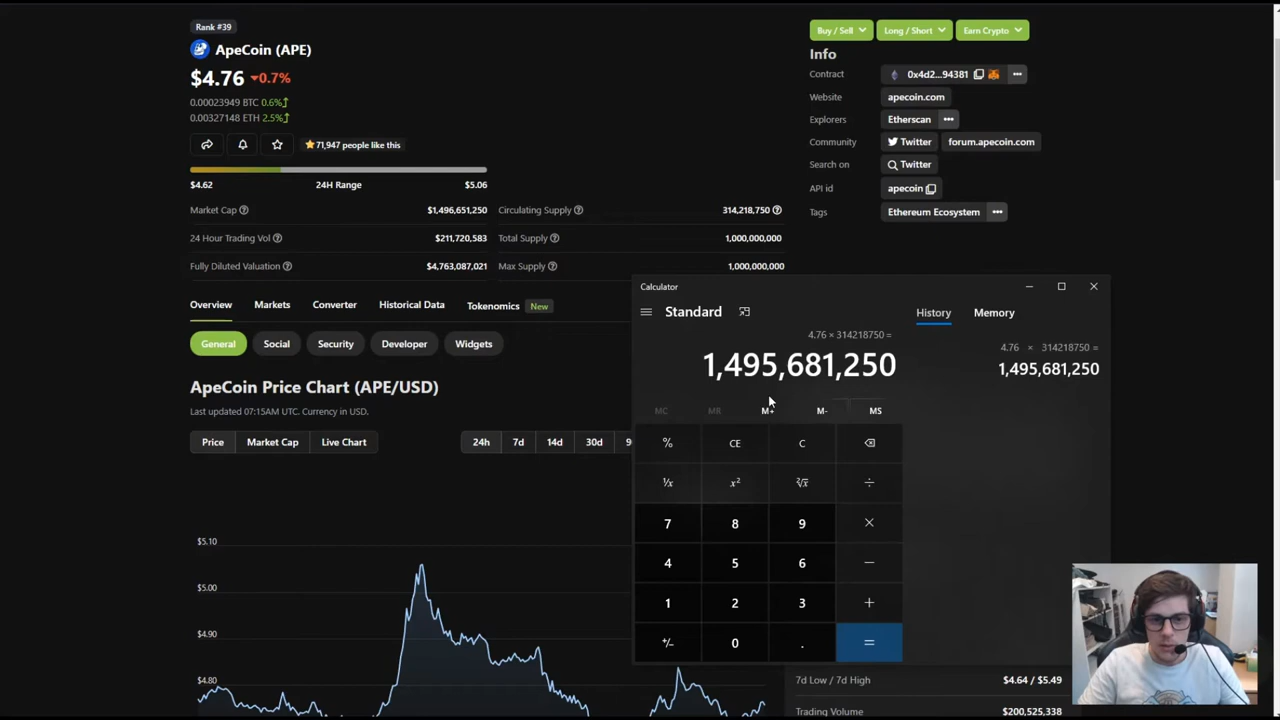 Rank #39
ApeCoin (APE)
$4.76 0.7%
0.00023949 BTC 0.6%
0.00327148 ETH 2.5%
71,947 people like this
$4.62 24H Range $5.06
Market Cap $1,496,651,250
24 Hour Trading Vol $211,720,583
Fully Diluted Valuation $4,763,087,021
Circulating Supply 314,218,750
Total Supply 1,000,000,000
Max Supply 1,000,000,000
Buy / Sell Long / Short Earn Crypto
Info
Contract 0x4d2...94381
Website apecoin.com
Explorers Etherscan
Community Twitter forum.apecoin.com
Search on Twitter
API id apecoin
Tags Ethereum Ecosystem
Overview Markets Converter Historical Data Tokenomics New
General Social Security Developer Widgets
ApeCoin Price Chart (APE/USD)
Last updated 07:15AM UTC. Currency in USD.
Price Market Cap Live Chart 24h 7d 14d 30d 9
$5.10
$5.00
$4.90
$4.80
Calculator
Standard
History Memory
4.76 × 314218750 =
1,495,681,250
4.76 × 314218750 =
1,495,681,250
MC MR M+ M- MS
% CE C
¹/x x² ²√x ÷
7 8 9 ×
4 5 6 −
1 2 3 +
+/− 0 . =
7d Low / 7d High $4.64 / $5.49
Trading Volume $200,525,338